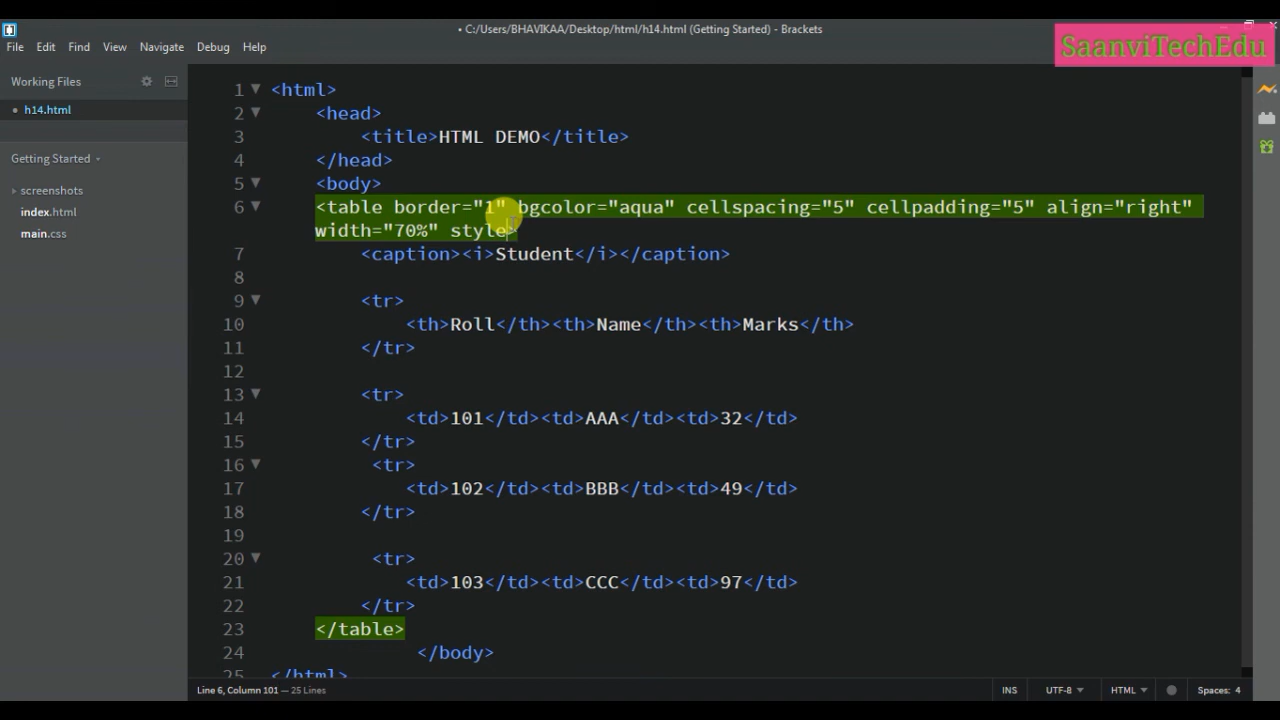 • C:/Users/BHAVIKAA/Desktop/html/h14.html (Getting Started) - Brackets
SaanviTechEdu
File Edit Find View Navigate Debug Help
Working Files
• h14.html
Getting Started
screenshots
index.html
main.css
1 <html>
2 <head>
3 <title>HTML DEMO</title>
4 </head>
5 <body>
6 <table border="1" bgcolor="aqua" cellspacing="5" cellpadding="5" align="right"
width="70%" style>
7 <caption><i>Student</i></caption>
8
9 <tr>
10 <th>Roll</th><th>Name</th><th>Marks</th>
11 </tr>
12
13 <tr>
14 <td>101</td><td>AAA</td><td>32</td>
15 </tr>
16 <tr>
17 <td>102</td><td>BBB</td><td>49</td>
18 </tr>
19
20 <tr>
21 <td>103</td><td>CCC</td><td>97</td>
22 </tr>
23 </table>
24 </body>
25 </html>
Line 6, Column 101 — 25 Lines
INS UTF-8 HTML Spaces: 4